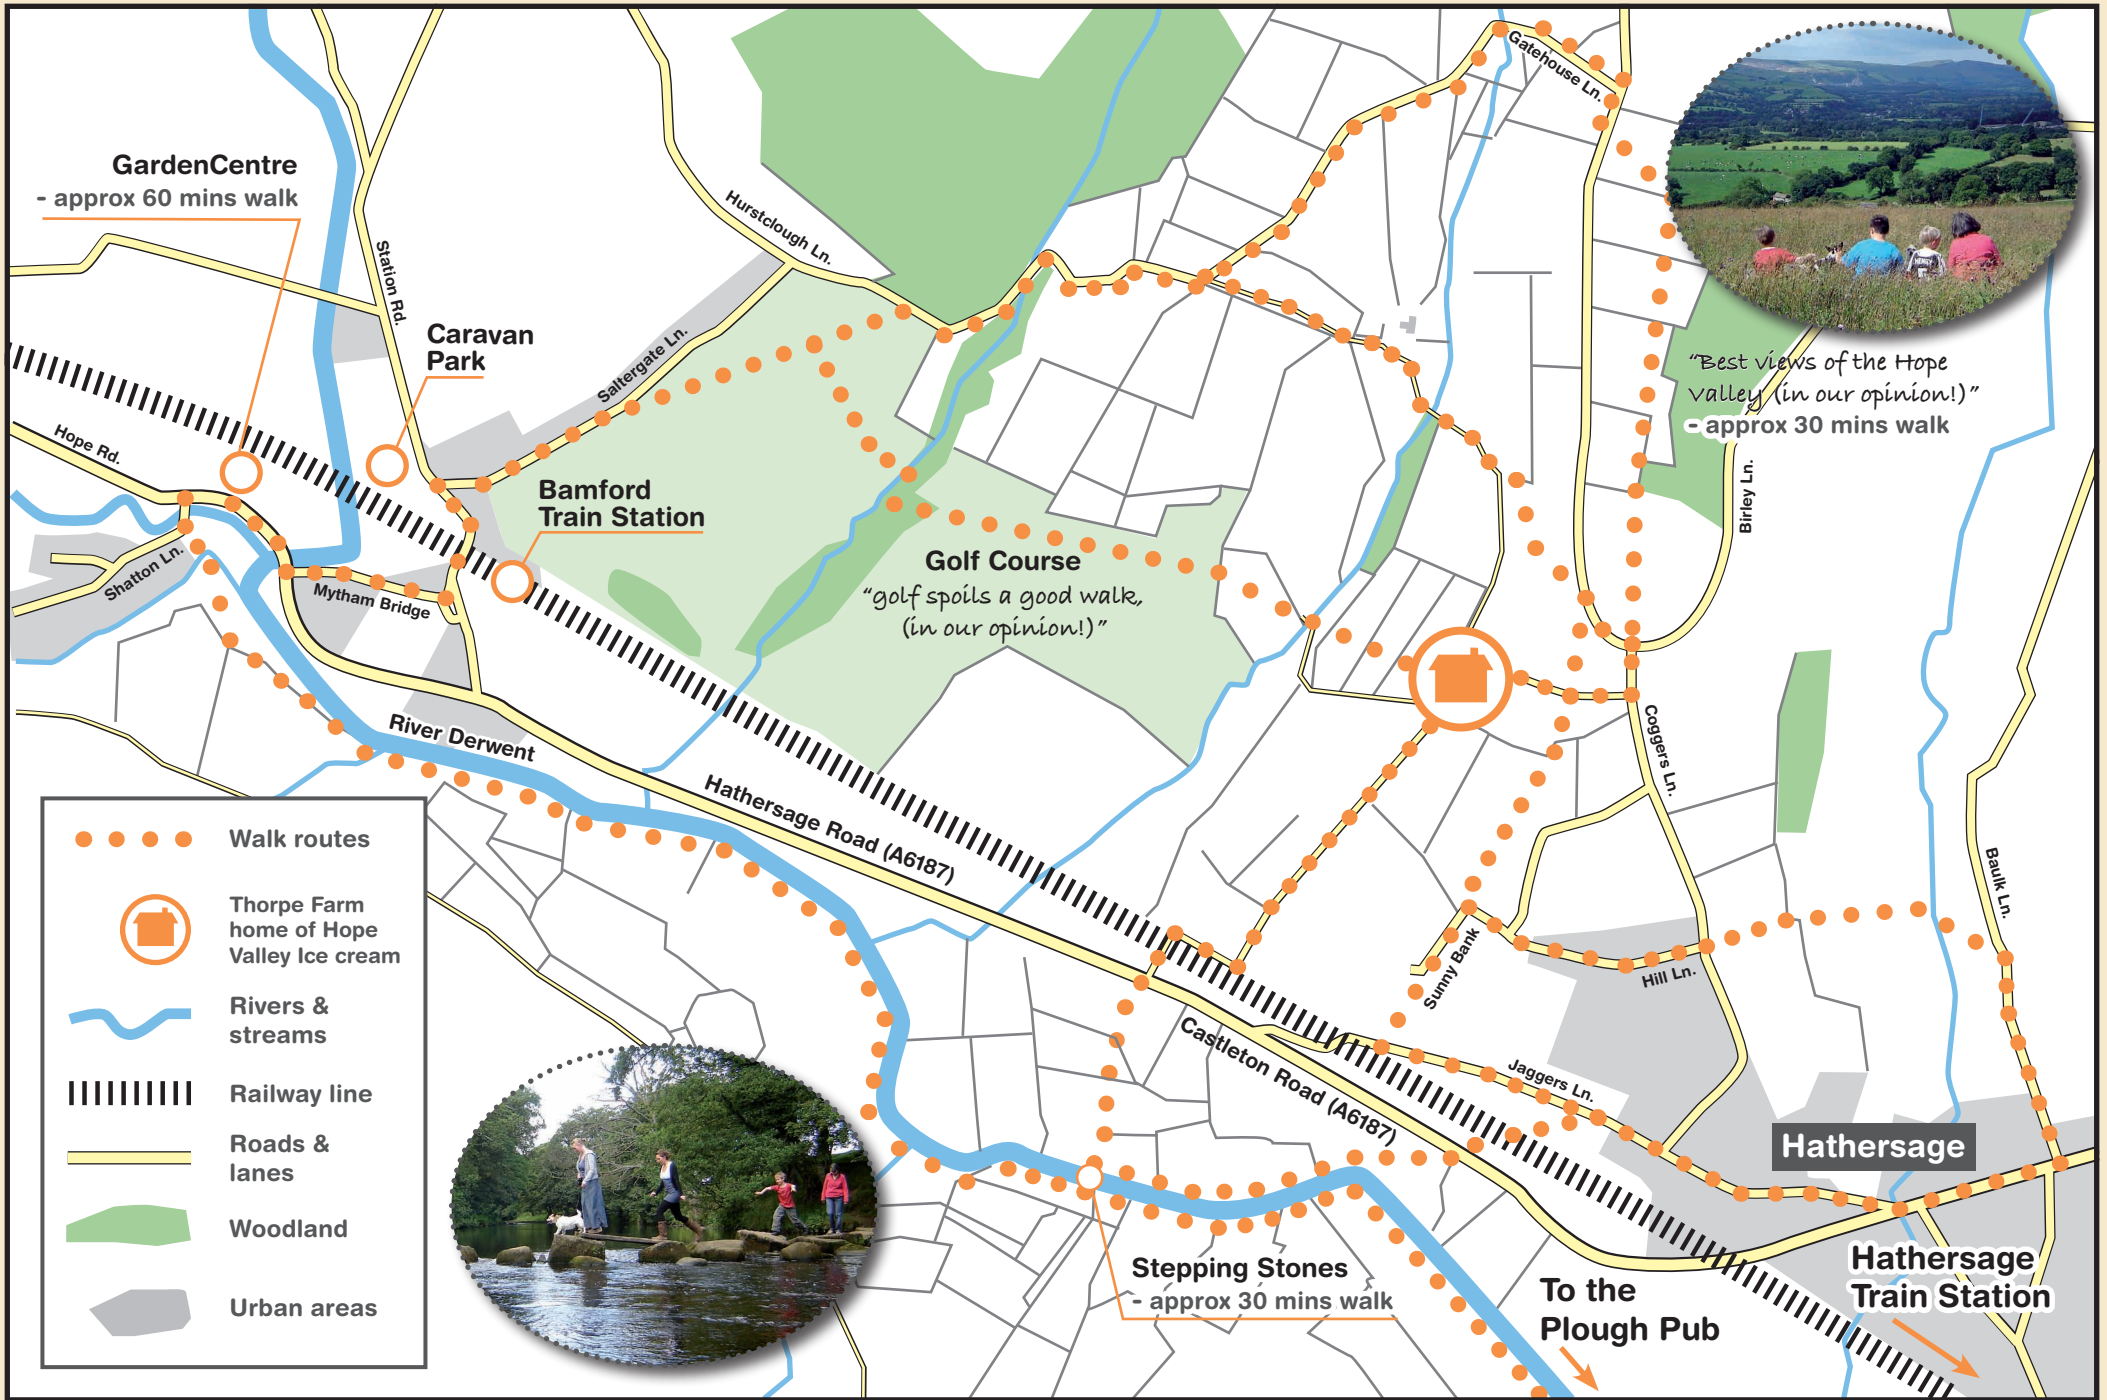 GardenCentre
- approx 60 mins walk
Station Rd.
Caravan
Park
Hurstclough Ln.
Saltergate Ln.
Gatehouse Ln.
Hope Rd.
Shatton Ln.
Mytham Bridge
Bamford
Train Station
Golf Course
“golf spoils a good walk,
(in our opinion!)”
“Best views of the Hope
Valley (in our opinion!)”
- approx 30 mins walk
Birley Ln.
River Derwent
Hathersage Road (A6187)
Coggers Ln.
Baulk Ln.
Sunny Bank
Hill Ln.
Castleton Road (A6187)
Jaggers Ln.
Hathersage
Hathersage
Train Station
Stepping Stones
- approx 30 mins walk
To the
Plough Pub
Walk routes
Thorpe Farm
home of Hope
Valley Ice cream
Rivers &
streams
Railway line
Roads &
lanes
Woodland
Urban areas